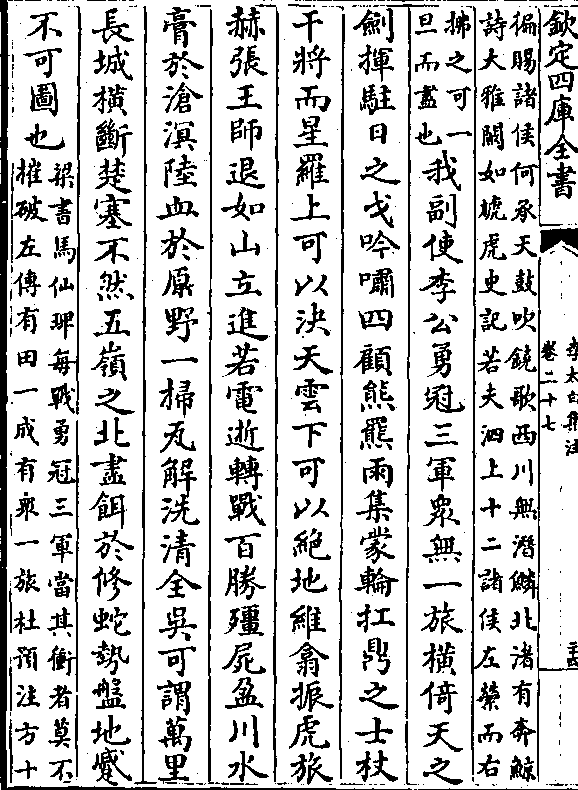 欽定四庫全書
李太白集注
卷二十七
徧賜諸侯何承天鼓吹鐃歌西川無潛鱗北渚有奔鯨
詩大雅闞如虓虎史記若夫泗上十二諸侯左縈而右
拂之可一
旦而盡也
我副使李公勇冠三軍衆無一旅橫倚天之
劍揮駐日之戈吟嘯四顧熊羆雨集蒙輪扛鼎之士杖
干將而星羅上可以決天雲下可以絶地維翕振虎旅
赫張王師退如山立進若電逝轉戰百勝殭屍盈川水
膏於滄溟陸血於原野一掃瓦解洗清全吳可謂萬里
長城橫斷楚塞不然五嶺之北盡餌於修蛇勢盤地蹙
不可圖也
梁書馬仙琕每戰勇冠三軍當其衝者莫不
摧破左傳有田一成有衆一旅杜預注方十